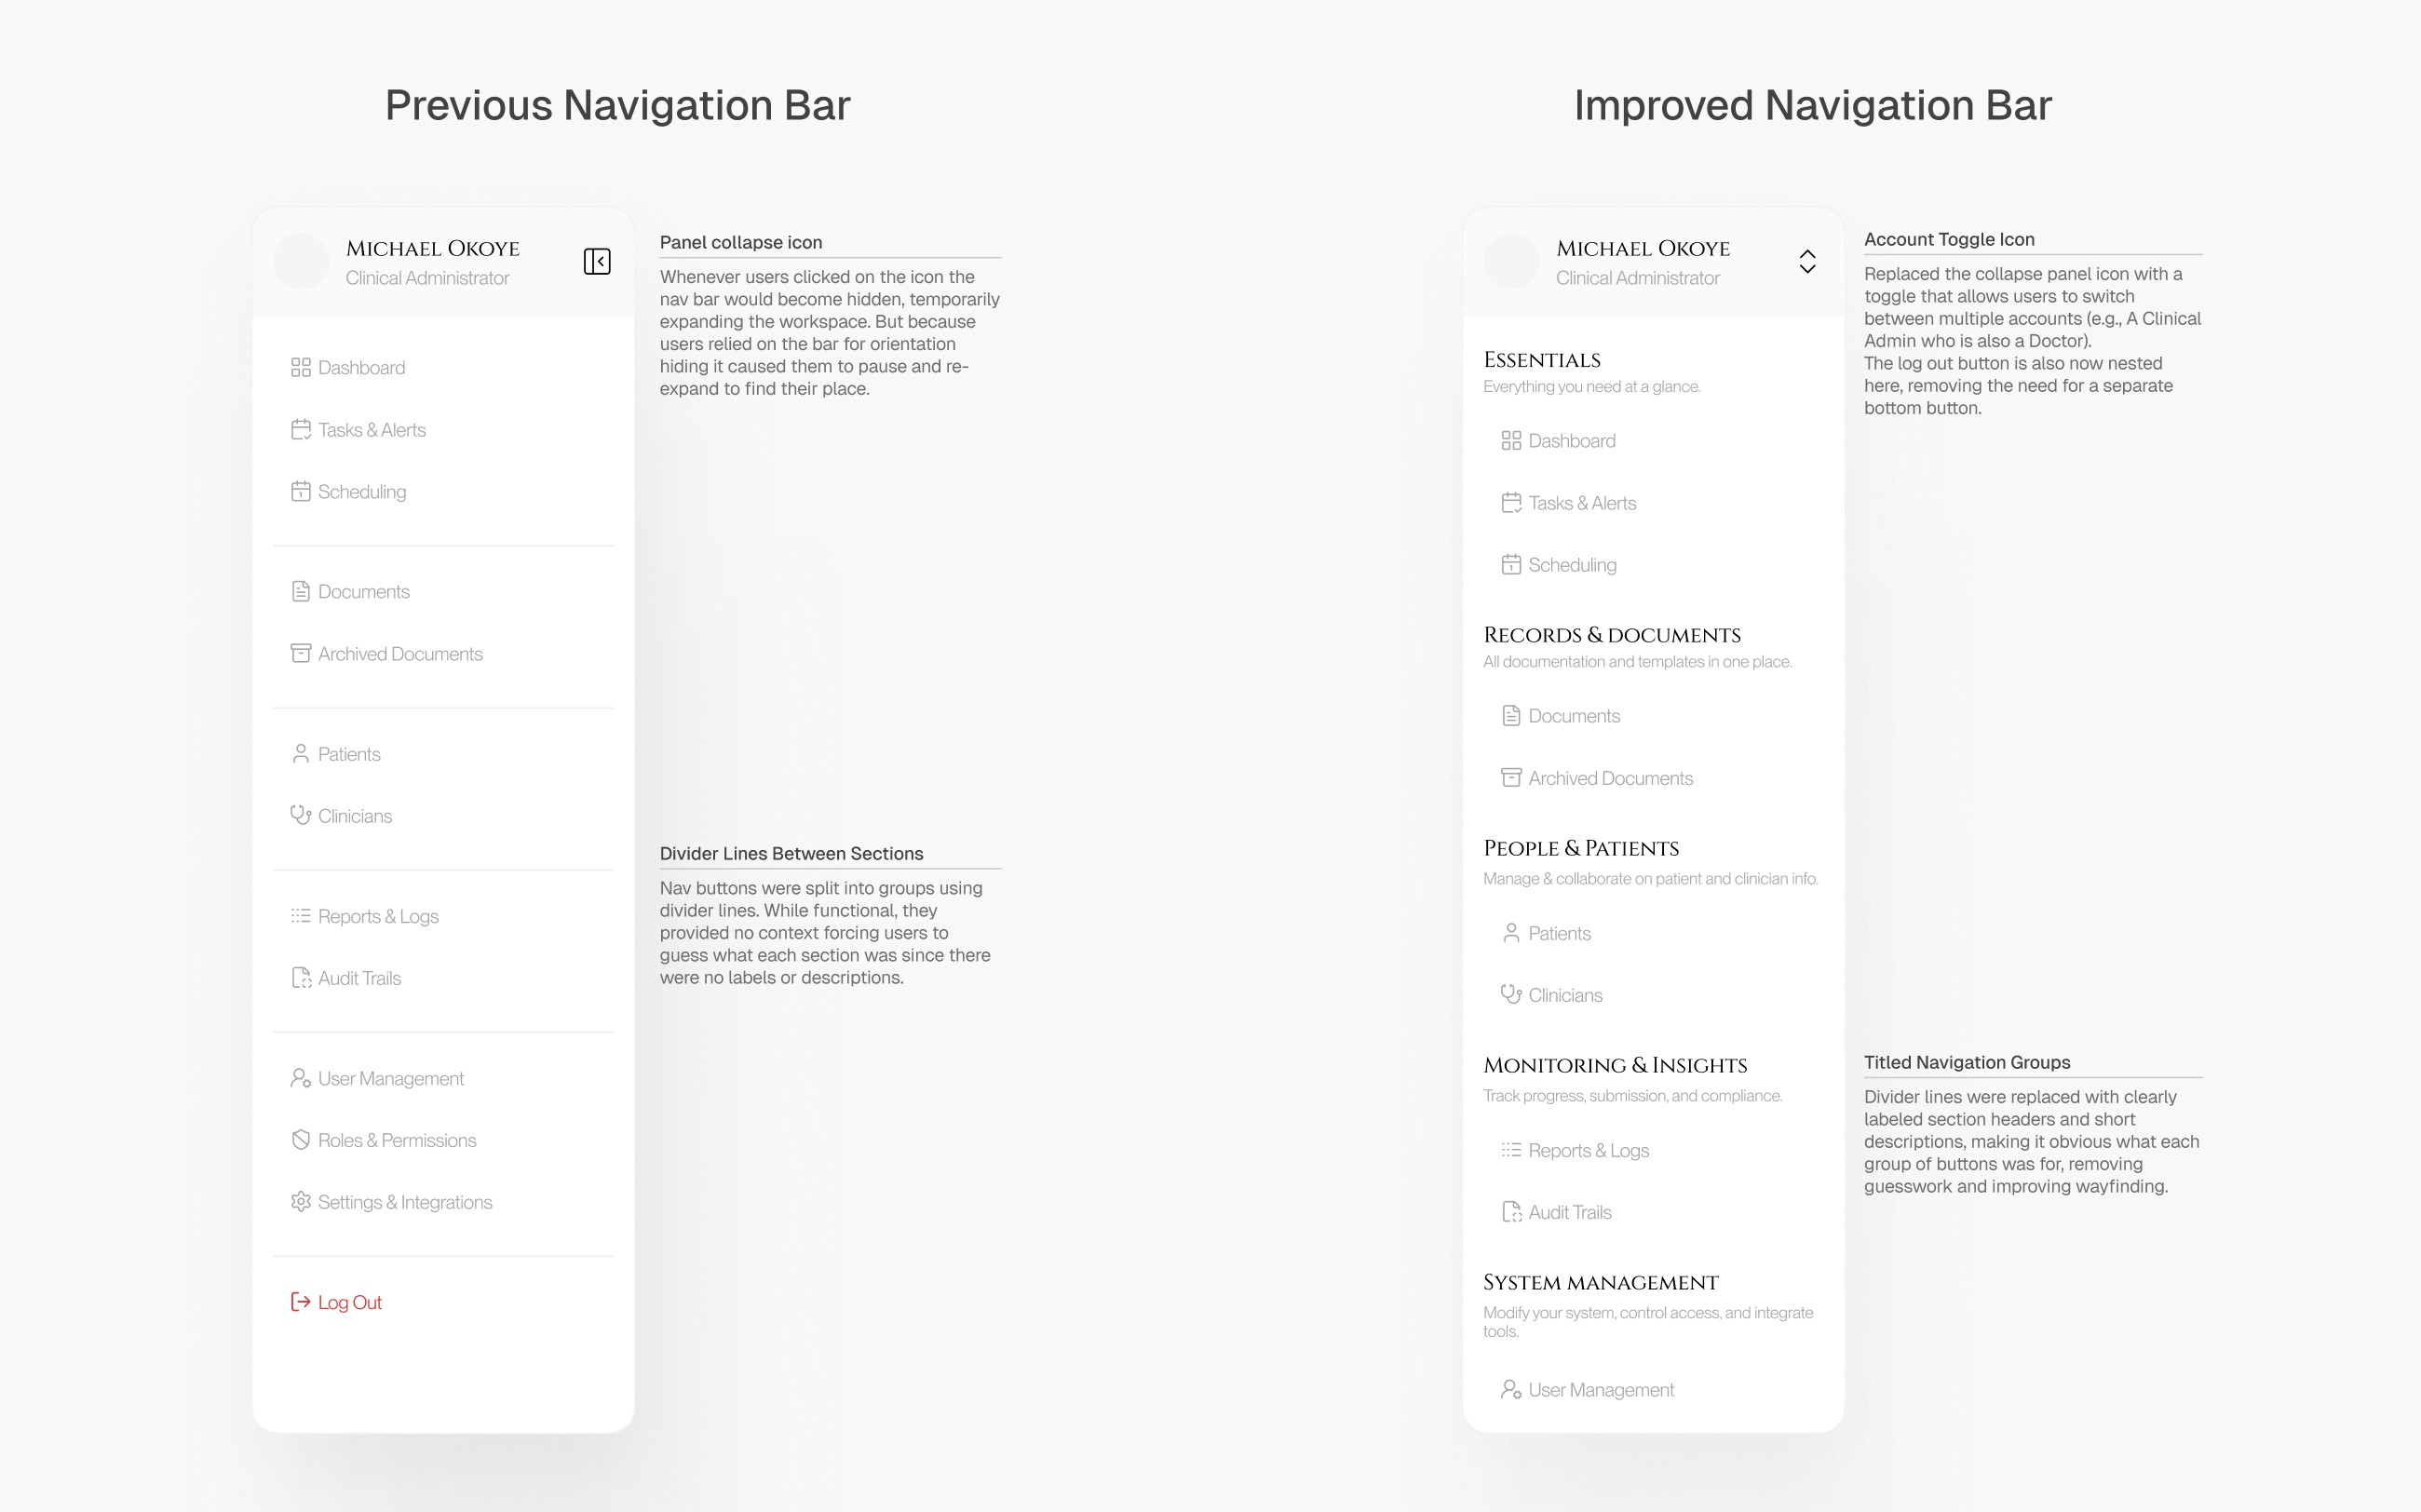 Previous Navigation Bar
Michael Okoye
Clinical Administrator
Dashboard
Tasks & Alerts
Scheduling
Documents
Archived Documents
Patients
Clinicians
Reports & Logs
Audit Trails
User Management
Roles & Permissions
Settings & Integrations
Log Out
Panel collapse icon
Whenever users clicked on the icon the
nav bar would become hidden, temporarily
expanding the workspace. But because
users relied on the bar for orientation
hiding it caused them to pause and re-
expand to find their place.
Divider Lines Between Sections
Nav buttons were split into groups using
divider lines. While functional, they
provided no context forcing users to
guess what each section was since there
were no labels or descriptions.
Improved Navigation Bar
Michael Okoye
Clinical Administrator
Essentials
Everything you need at a glance.
Dashboard
Tasks & Alerts
Scheduling
Records & documents
All documentation and templates in one place.
Documents
Archived Documents
People & Patients
Manage & collaborate on patient and clinician info.
Patients
Clinicians
Monitoring & Insights
Track progress, submission, and compliance.
Reports & Logs
Audit Trails
System management
Modify your system, control access, and integrate
tools.
User Management
Account Toggle Icon
Replaced the collapse panel icon with a
toggle that allows users to switch
between multiple accounts (e.g., A Clinical
Admin who is also a Doctor).
The log out button is also now nested
here, removing the need for a separate
bottom button.
Titled Navigation Groups
Divider lines were replaced with clearly
labeled section headers and short
descriptions, making it obvious what each
group of buttons was for, removing
guesswork and improving wayfinding.